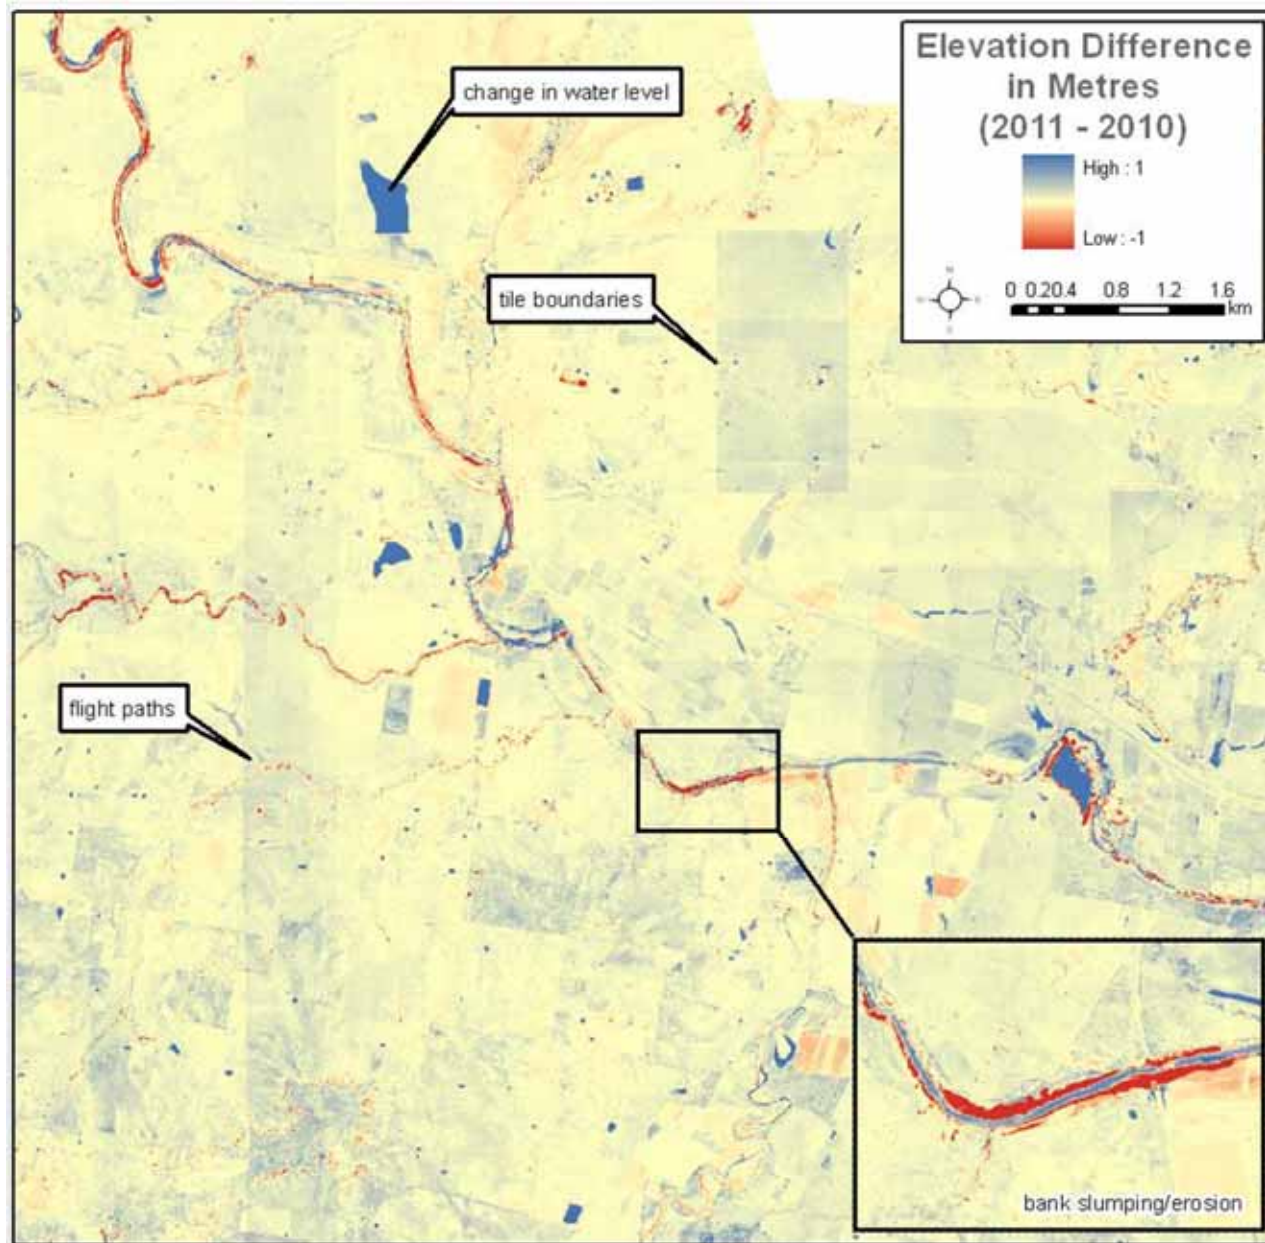 Elevation Difference
in Metres
(2011 - 2010)
High : 1
Low : -1
0 0.20.4 0.8 1.2 1.6
km
N
change in water level
tile boundaries
flight paths
bank slumping/erosion